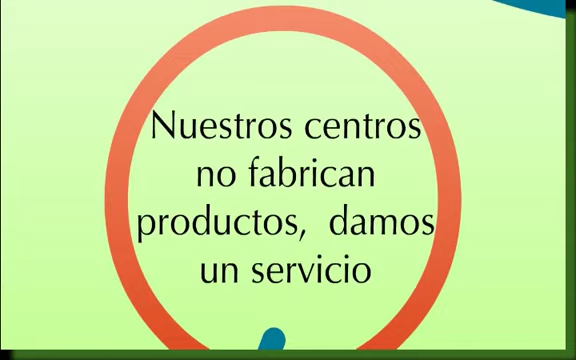 Nuestros centros
no fabrican
productos, damos
un servicio